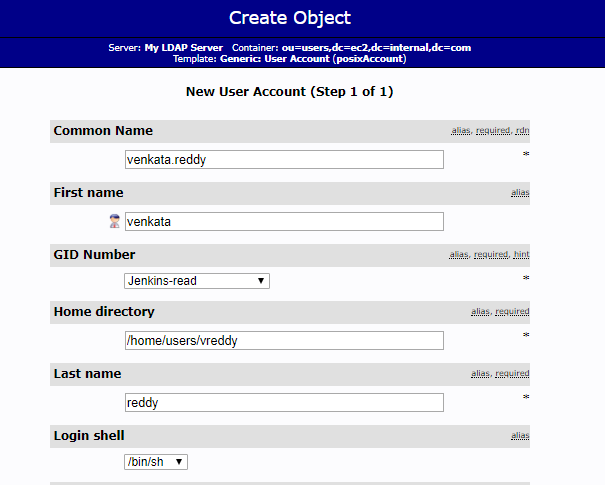 Create Object
Server: My LDAP Server Container: ou=users,dc=ec2,dc=internal,dc=com
Template: Generic: User Account (posixAccount)
New User Account (Step 1 of 1)
Common Name alias, required, rdn
venkata.reddy *
First name alias
venkata
GID Number alias, required, hint
Jenkins-read *
Home directory alias, required
/home/users/vreddy *
Last name alias, required
reddy *
Login shell alias
/bin/sh